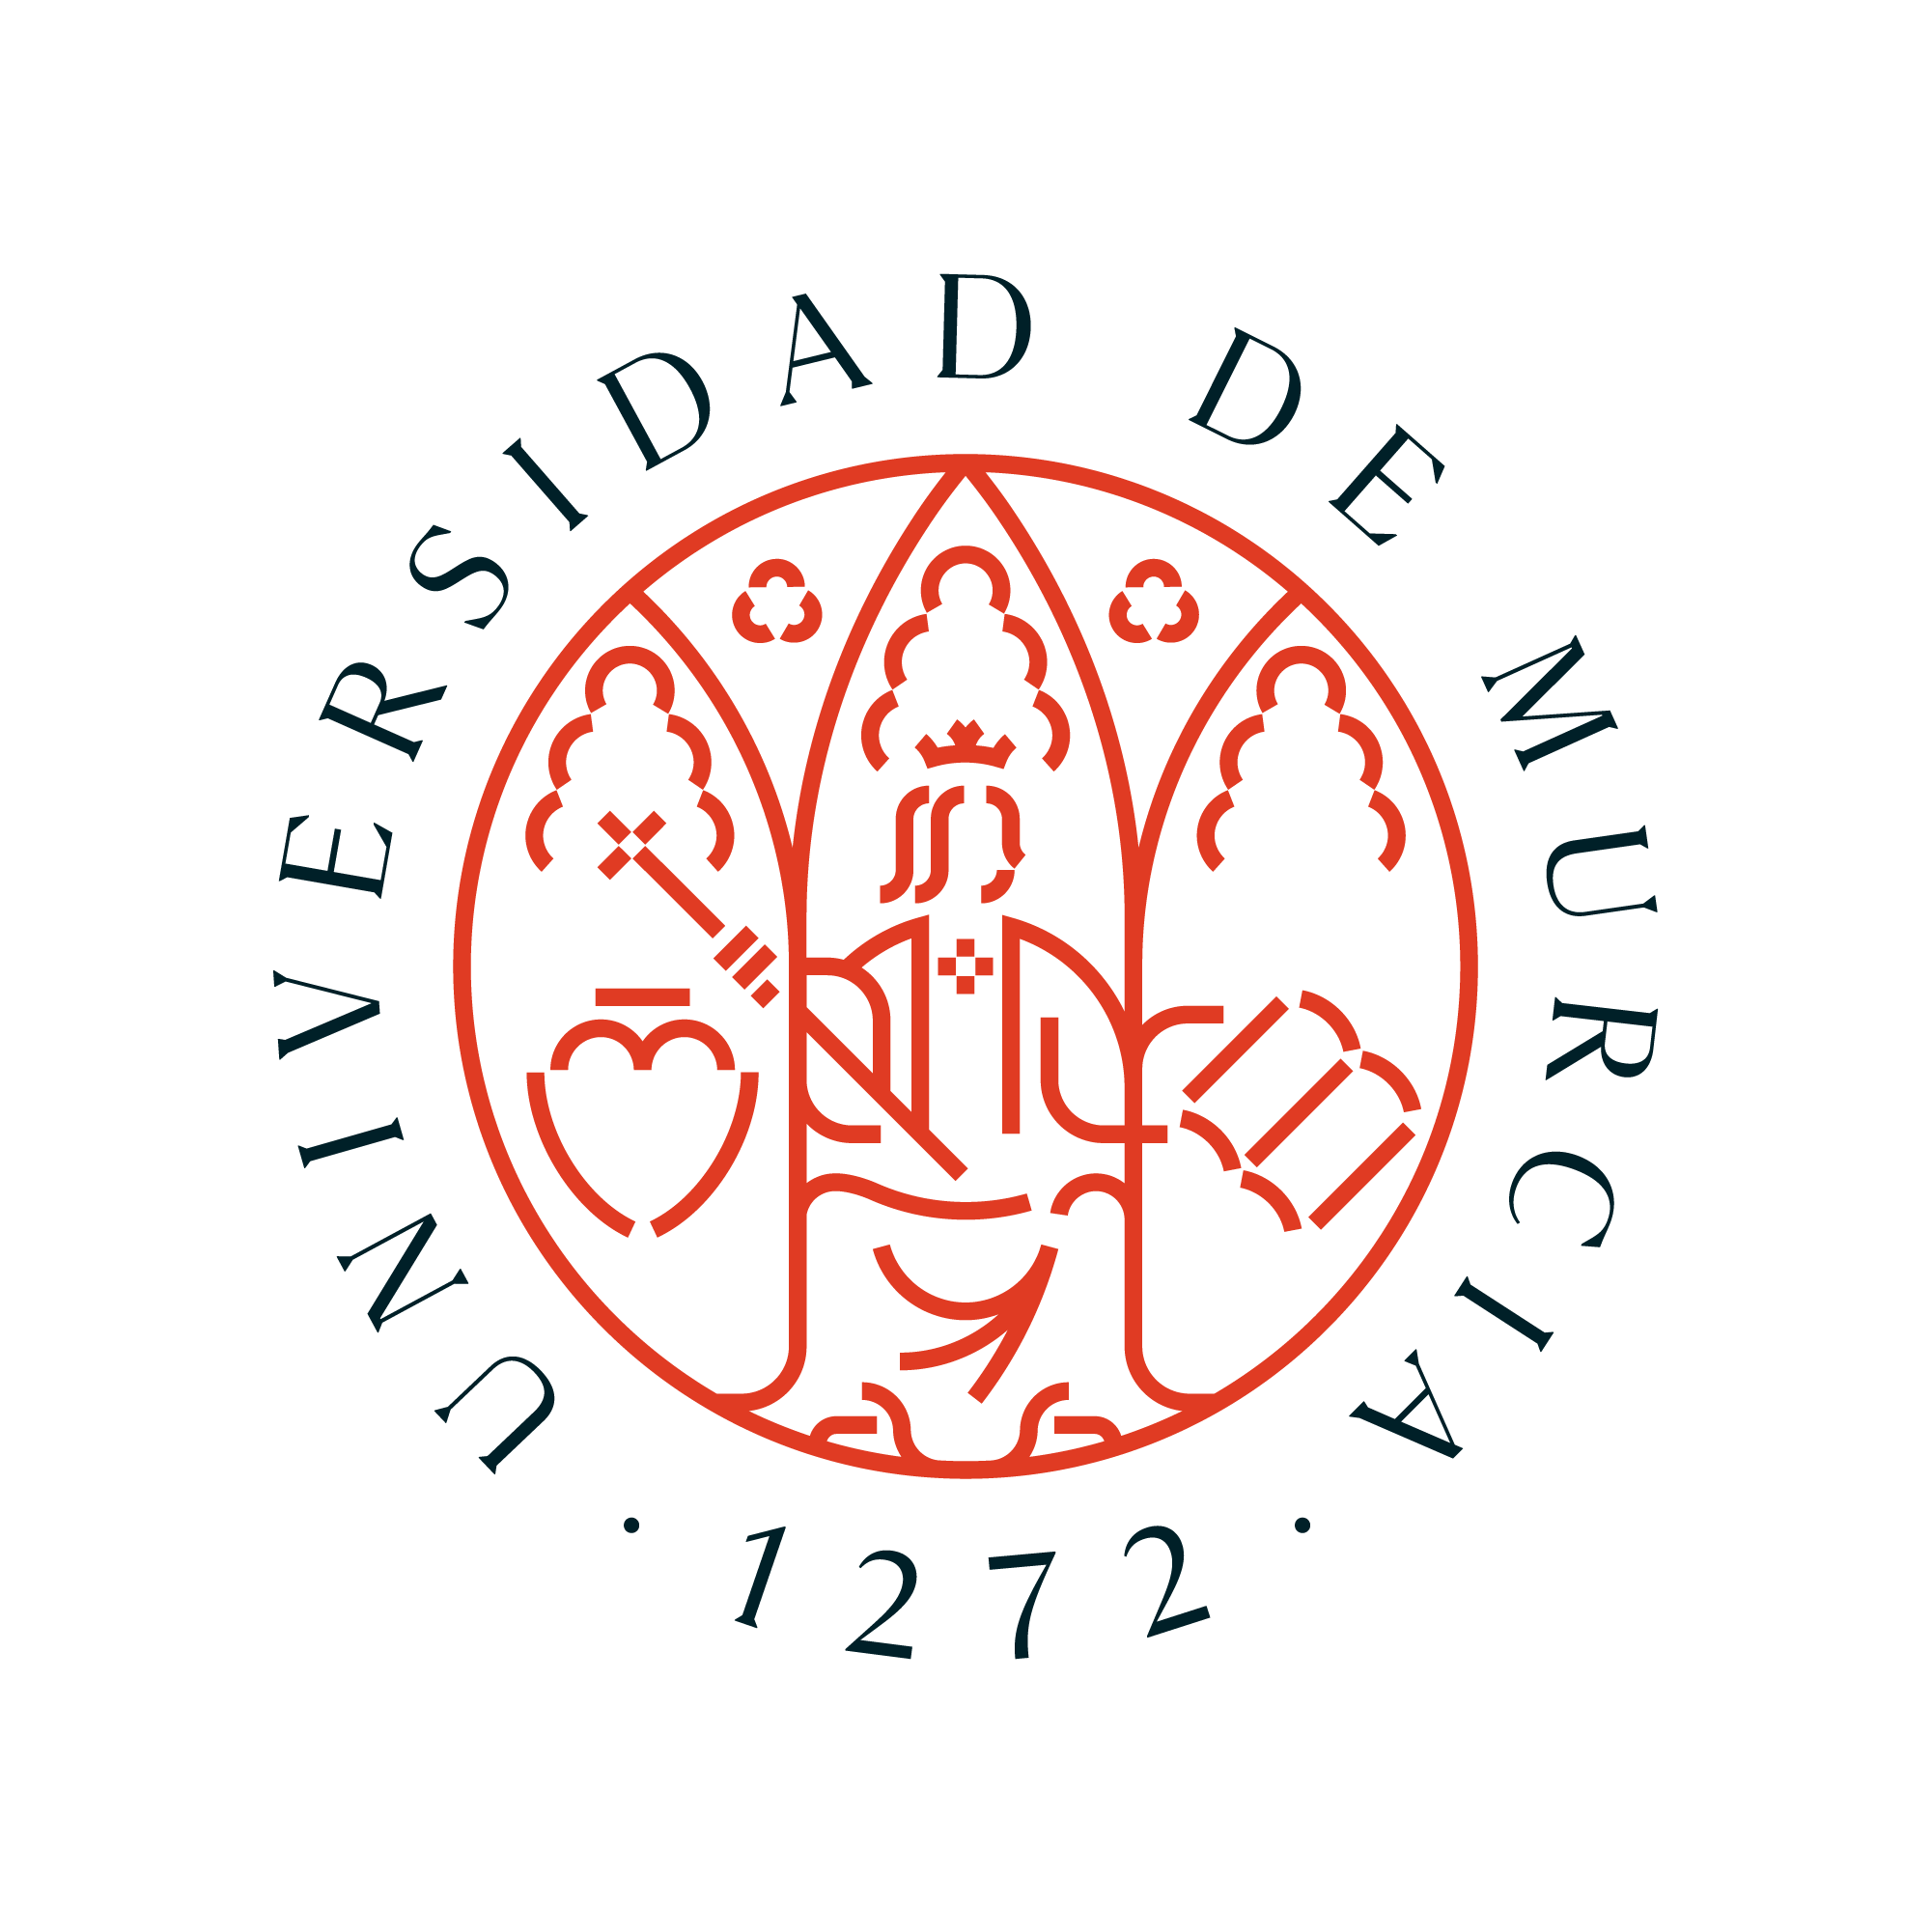 UNIVERSIDAD DE MURCIA
· 1272 ·